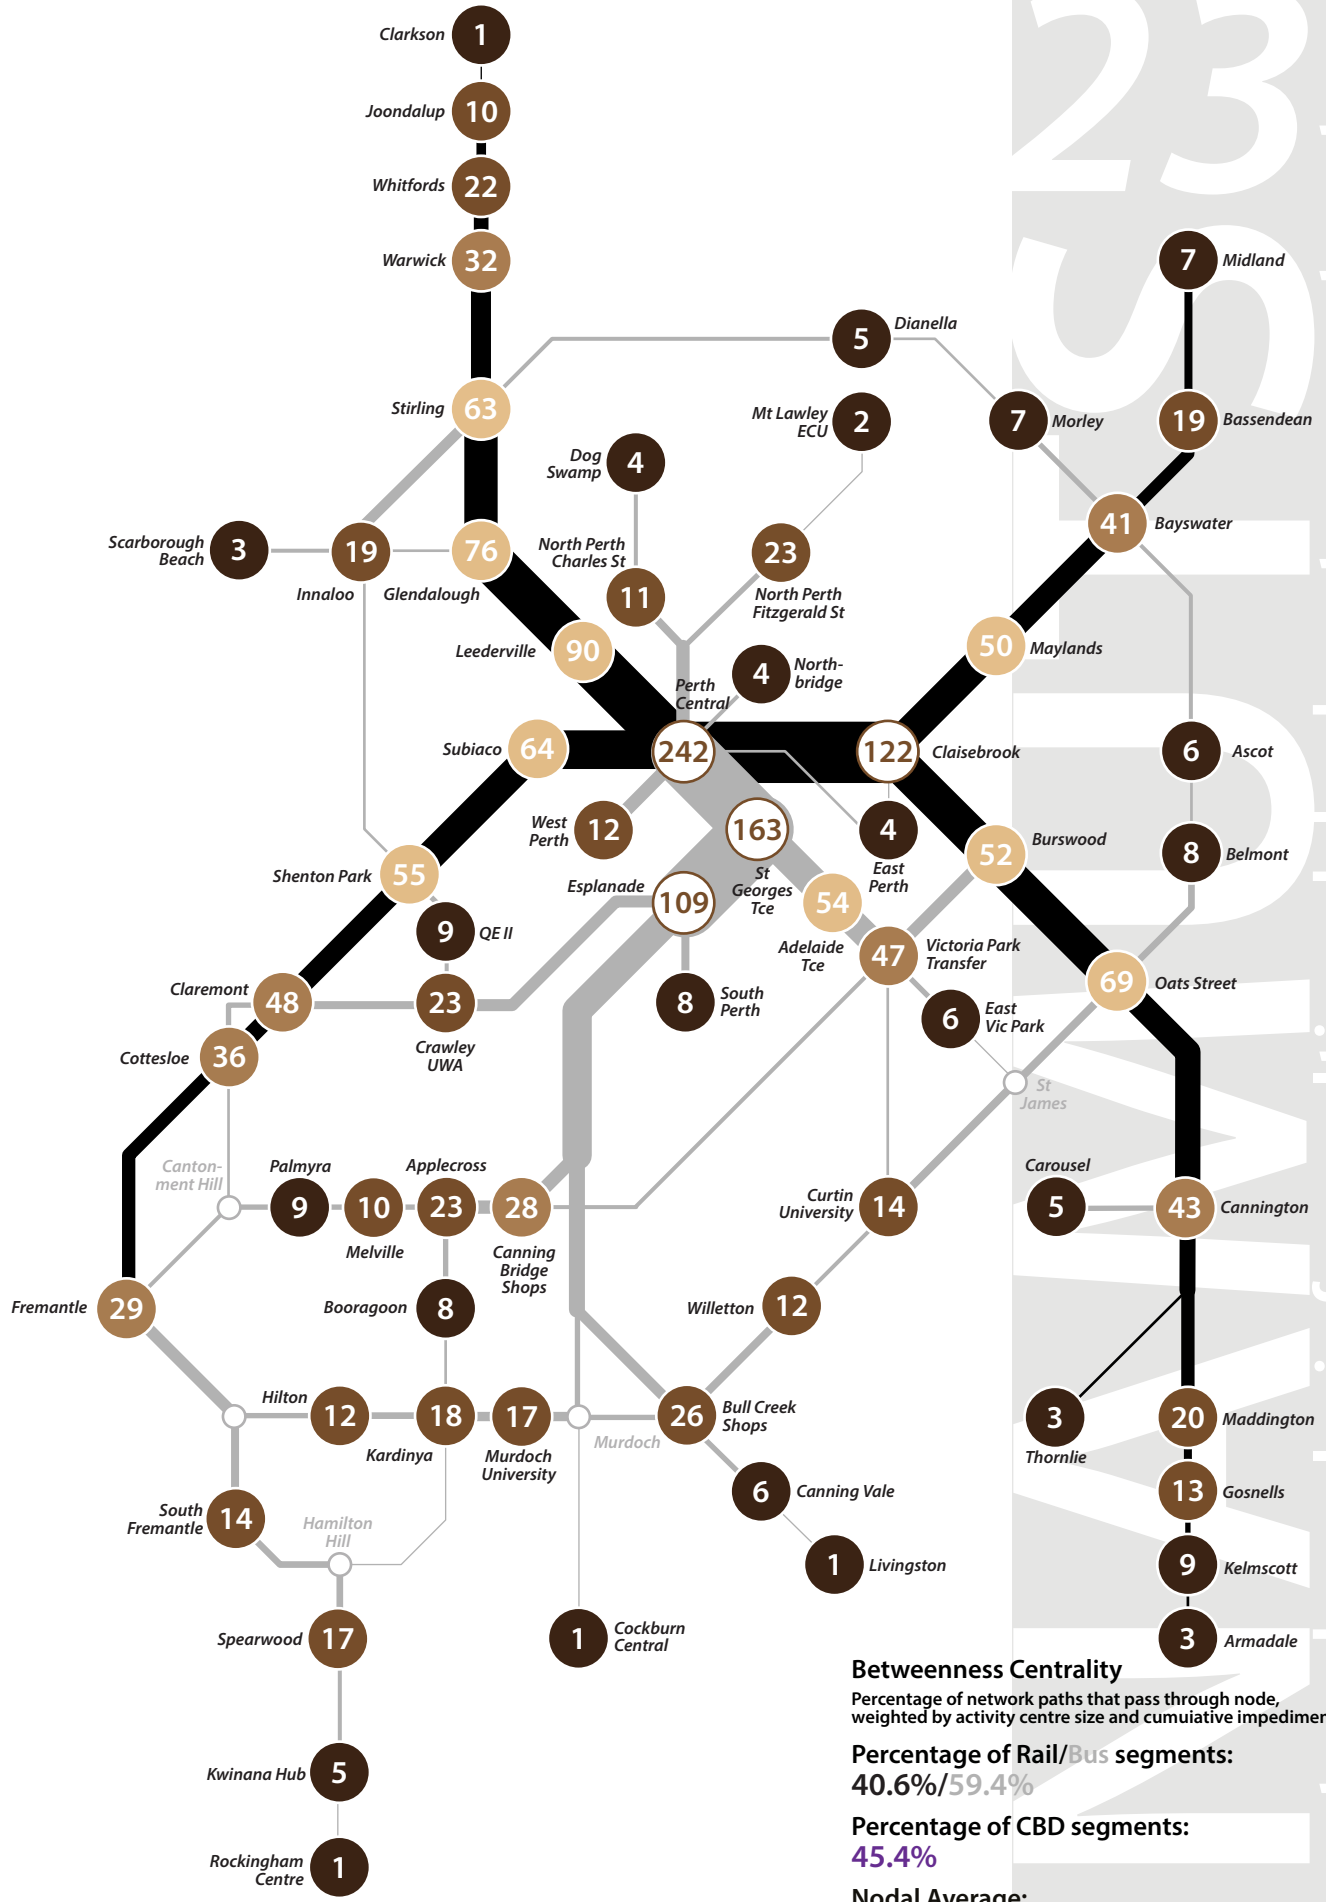 23
Clarkson
1
Joondalup
10
Whitfords
22
Warwick
32
7
Midland
5
Dianella
Stirling
63
Mt Lawley
ECU
2
7
Morley
19
Bassendean
Dog
Swamp
4
41
Bayswater
Scarborough
Beach
3
19
Innaloo
76
Glendalough
North Perth
Charles St
11
23
North Perth
Fitzgerald St
Leederville
90
50
Maylands
4
North-
bridge
Perth
Central
242
Subiaco
64
122
Claisebrook
6
Ascot
West
Perth
12
163
St
Georges
Tce
4
East
Perth
52
Burswood
8
Belmont
Shenton Park
55
Esplanade
109
54
Adelaide
Tce
9
QE II
47
Victoria Park
Transfer
69
Oats Street
Claremont
48
23
Crawley
UWA
8
South
Perth
6
East
Vic Park
Cottesloe
36
St
James
Canton-
ment Hill
Palmyra
9
10
Melville
Applecross
23
28
Canning
Bridge
Shops
Curtin
University
14
Carousel
5
43
Cannington
Fremantle
29
Booragoon
8
Willetton
12
Hilton
12
18
Kardinya
17
Murdoch
University
Murdoch
26
Bull Creek
Shops
3
Thornlie
20
Maddington
6
Canning Vale
13
Gosnells
South
Fremantle
14
Hamilton
Hill
1
Livingston
9
Kelmscott
Spearwood
17
1
Cockburn
Central
3
Armadale
Kwinana Hub
5
Rockingham
Centre
1
Betweenness Centrality
Percentage of network paths that pass through node,
weighted by activity centre size and cumuiative impedimen
Percentage of Rail/Bus segments:
40.6%/59.4%
Percentage of CBD segments:
45.4%
Nodal Average: